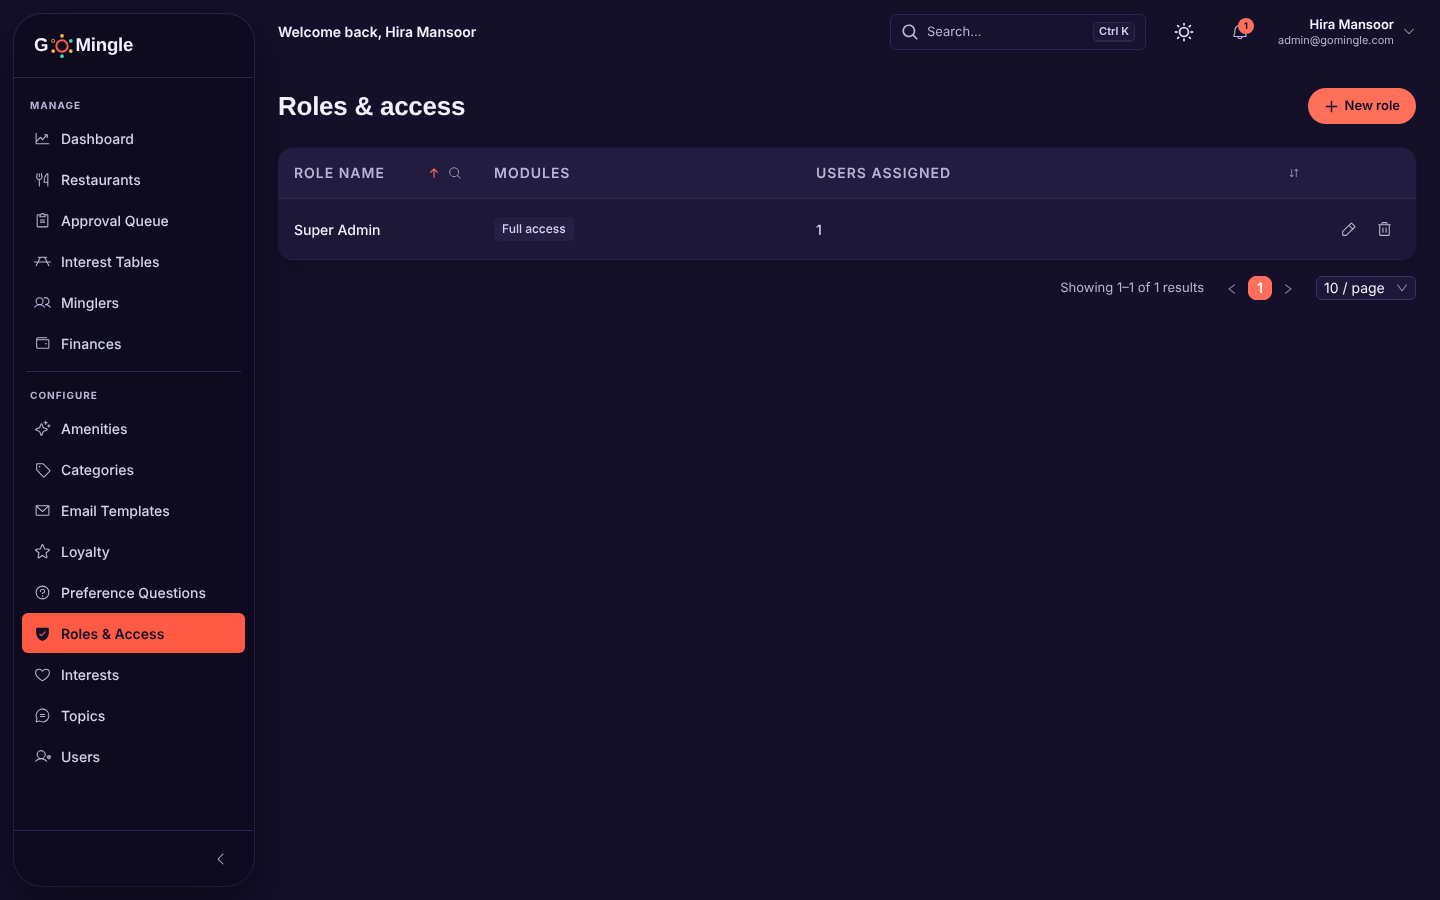 G Mingle
Welcome back, Hira Mansoor
Search...
Ctrl K
1
Hira Mansoor
admin@gomingle.com
MANAGE
Dashboard
Restaurants
Approval Queue
Interest Tables
Minglers
Finances
CONFIGURE
Amenities
Categories
Email Templates
Loyalty
Preference Questions
Roles & Access
Interests
Topics
Users
Roles & access
New role
ROLE NAME MODULES USERS ASSIGNED
Super Admin Full access 1
Showing 1–1 of 1 results 1 10 / page